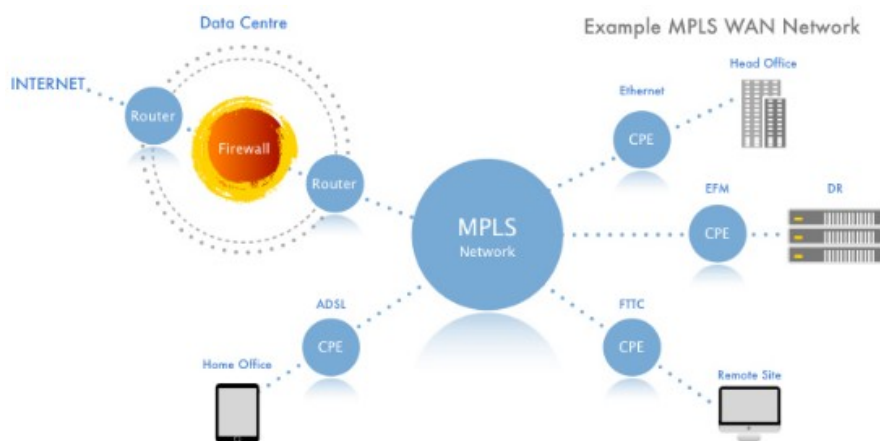 Data Centre
Example MPLS WAN Network
INTERNET
Router
Firewall
Router
MPLS
Network
Ethernet
CPE
Head Office
EFM
CPE
DR
ADSL
CPE
Home Office
FTTC
CPE
Remote Site